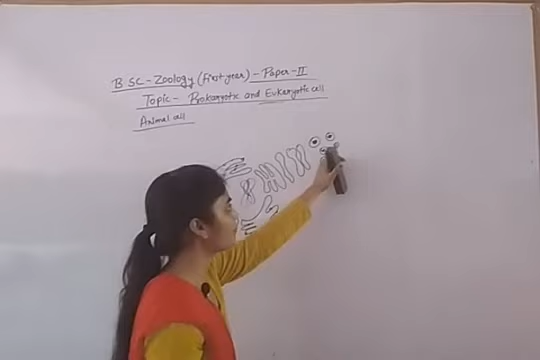 B SC - Zoology (first year) - Paper - II
Topic - Prokaryotic and Eukaryotic cell
Animal cell